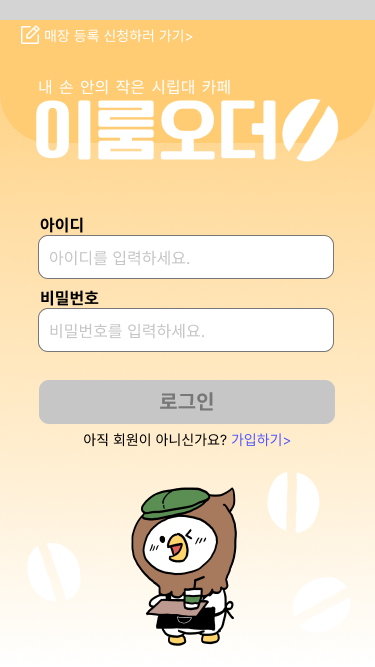 매장 등록 신청하러 가기>
내 손 안의 작은 시립대 카페
이룸오더
아이디
아이디를 입력하세요.
비밀번호
비밀번호를 입력하세요.
로그인
아직 회원이 아니신가요? 가입하기>